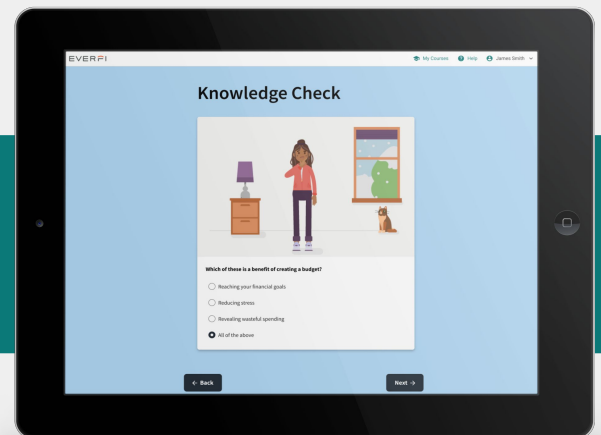 EVERFI
My Courses Help James Smith
Knowledge Check
Which of these is a benefit of creating a budget?
Reaching your financial goals
Reducing stress
Revealing wasteful spending
All of the above
← Back
Next →